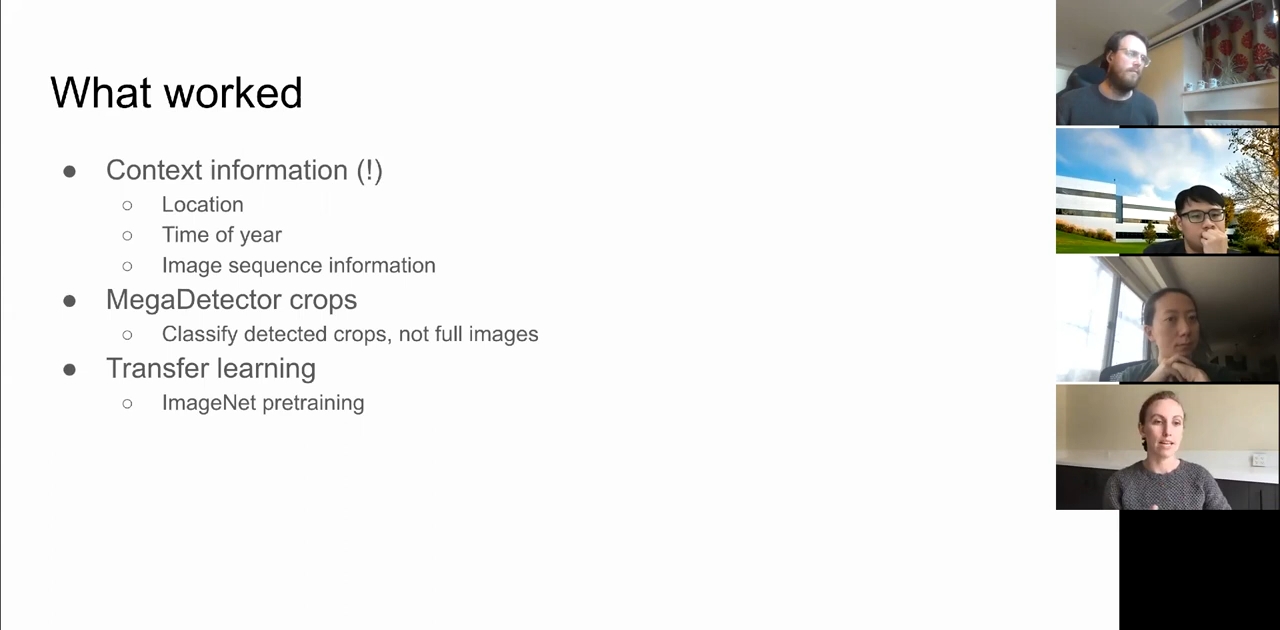 What worked
● Context information (!)
○ Location
○ Time of year
○ Image sequence information
● MegaDetector crops
○ Classify detected crops, not full images
● Transfer learning
○ ImageNet pretraining